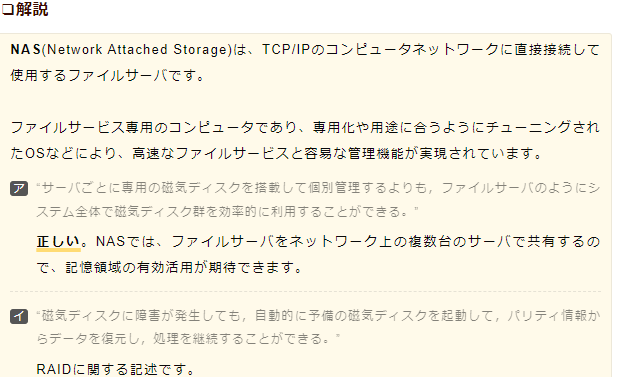 ❏解説
NAS(Network Attached Storage)は、TCP/IPのコンピュータネットワークに直接接続して
使用するファイルサーバです。
ファイルサービス専用のコンピュータであり、専用化や用途に合うようにチューニングされ
たOSなどにより、高速なファイルサービスと容易な管理機能が実現されています。
ア “サーバごとに専用の磁気ディスクを搭載して個別管理するよりも，ファイルサーバのようにシ
ステム全体で磁気ディスク群を効率的に利用することができる。”
正しい。NASでは、ファイルサーバをネットワーク上の複数台のサーバで共有するの
で、記憶領域の有効活用が期待できます。
イ “磁気ディスクに障害が発生しても，自動的に予備の磁気ディスクを起動して，パリティ情報か
らデータを復元し，処理を継続することができる。”
RAIDに関する記述です。